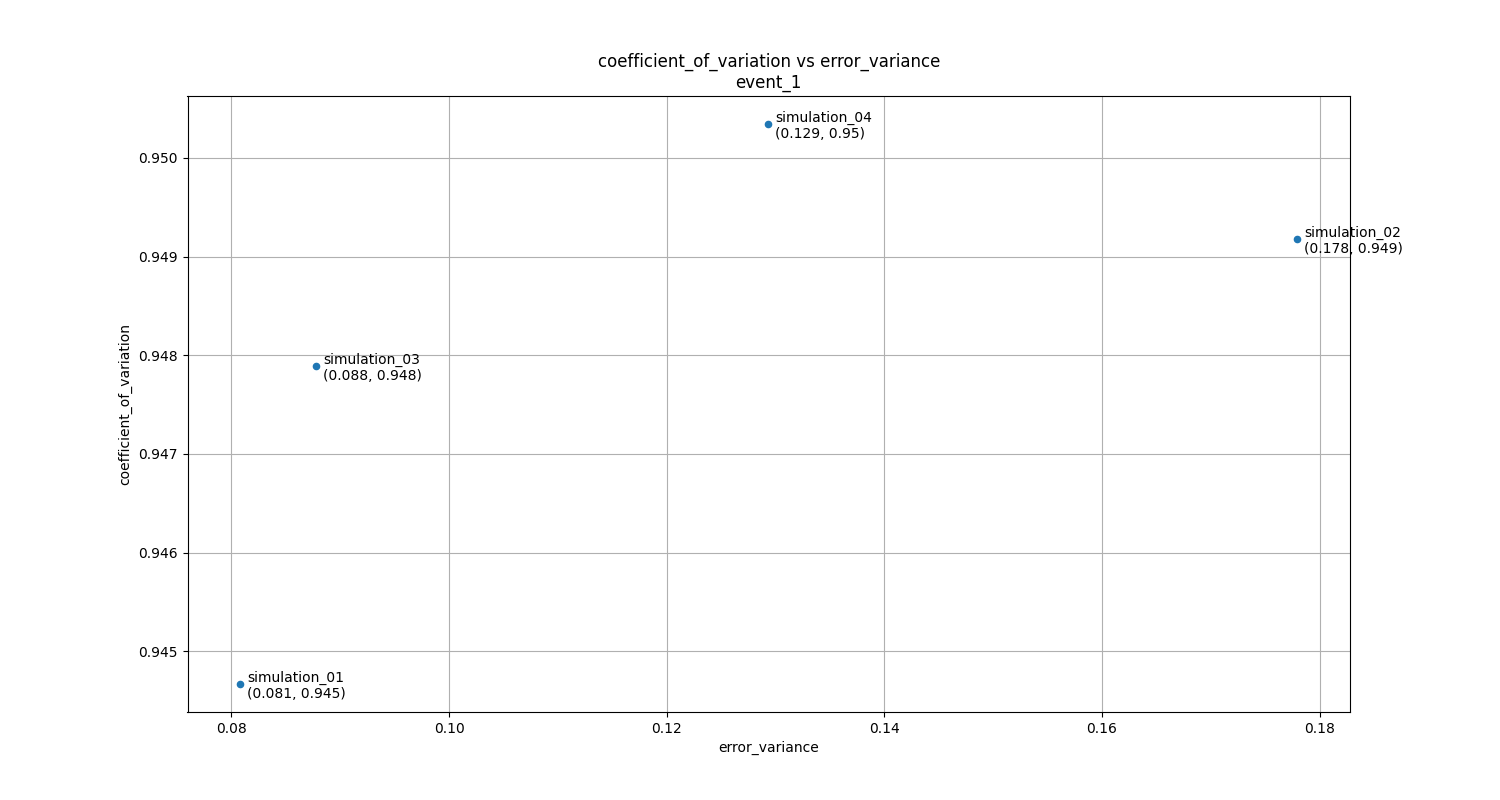 coefficient_of_variation vs error_variance
event_1
simulation_04
(0.129, 0.95)
0.950
simulation_02
(0.178, 0.949)
0.949
simulation_03
(0.088, 0.948)
0.948
coefficient_of_variation
0.947
0.946
0.945
simulation_01
(0.081, 0.945)
0.08 0.10 0.12 0.14 0.16 0.18
error_variance